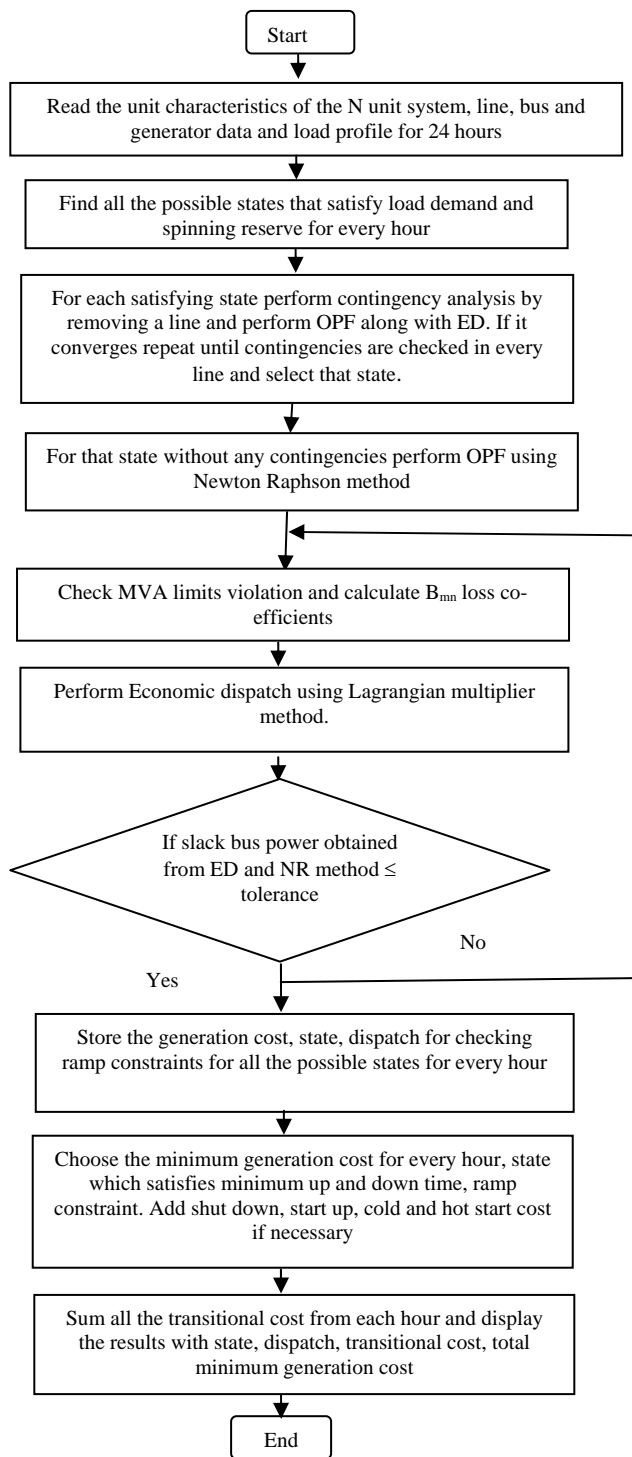 Start
Read the unit characteristics of the N unit system, line, bus and
generator data and load profile for 24 hours
Find all the possible states that satisfy load demand and
spinning reserve for every hour
For each satisfying state perform contingency analysis by
removing a line and perform OPF along with ED. If it
converges repeat until contingencies are checked in every
line and select that state.
For that state without any contingencies perform OPF using
Newton Raphson method
Check MVA limits violation and calculate Bmn loss co-
efficients
Perform Economic dispatch using Lagrangian multiplier
method.
If slack bus power obtained
from ED and NR method ≤
tolerance
No
Yes
Store the generation cost, state, dispatch for checking
ramp constraints for all the possible states for every hour
Choose the minimum generation cost for every hour, state
which satisfies minimum up and down time, ramp
constraint. Add shut down, start up, cold and hot start cost
if necessary
Sum all the transitional cost from each hour and display
the results with state, dispatch, transitional cost, total
minimum generation cost
End